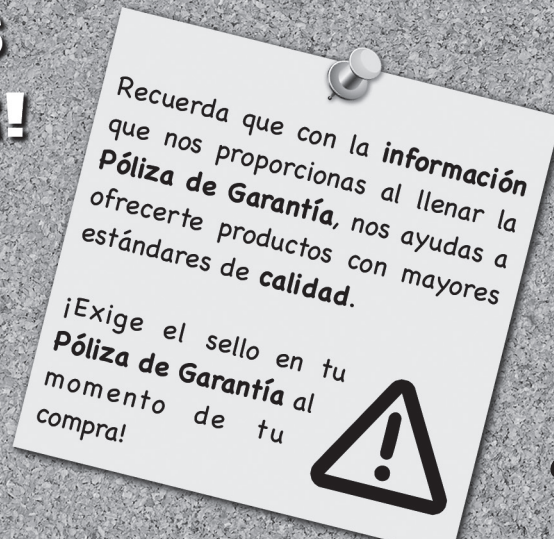 !
Recuerda que con la información
que nos proporcionas al llenar la
Póliza de Garantía, nos ayudas a
ofrecerte productos con mayores
estándares de calidad.
¡Exige el sello en tu
Póliza de Garantía al
momento de tu
compra!